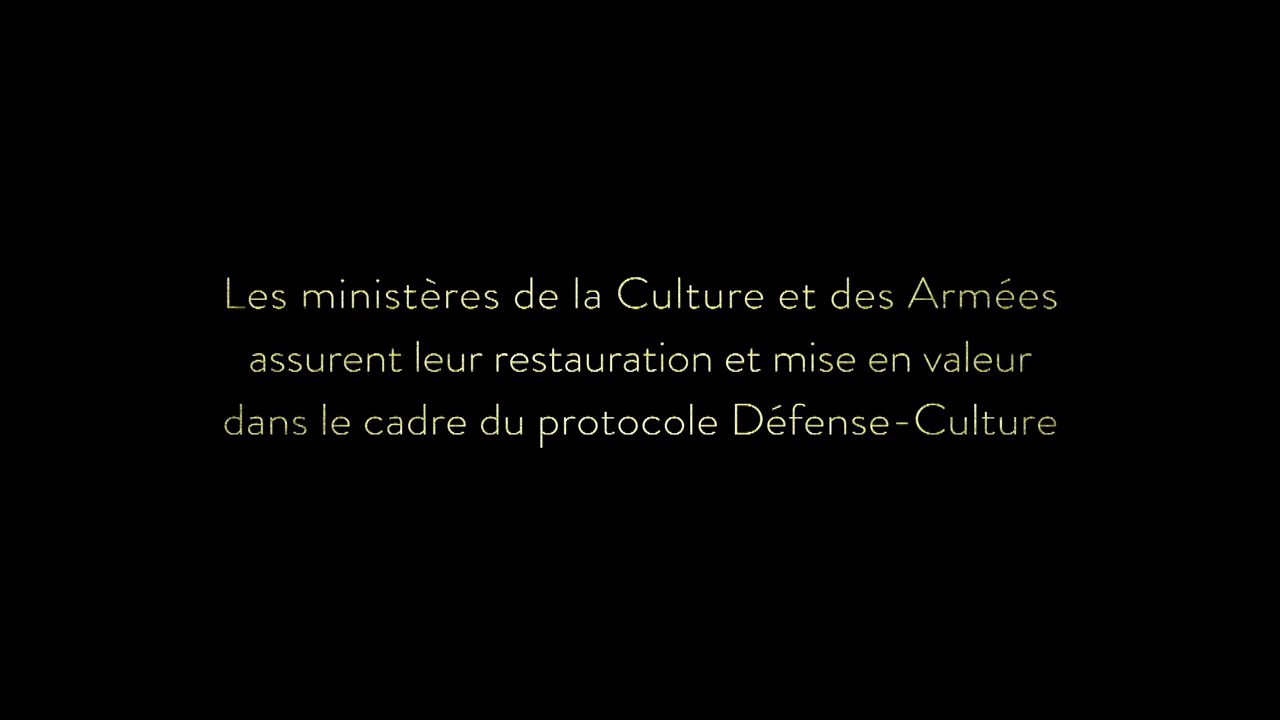 Les ministères de la Culture et des Armées
assurent leur restauration et mise en valeur
dans le cadre du protocole Défense-Culture